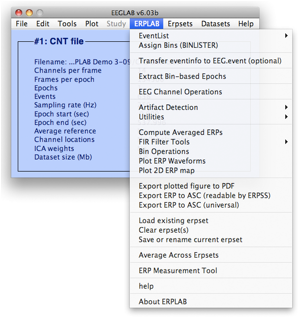 EEGLAB v6.03b
File Edit Tools Plot Study ERPLAB Erpsets Datasets Help
#1: CNT file
Filename: ...PLAB Demo 3-09
Channels per frame
Frames per epoch
Epochs
Events
Sampling rate (Hz)
Epoch start (sec)
Epoch end (sec)
Average reference
Channel locations
ICA weights
Dataset size (Mb)
EventList
Assign Bins (BINLISTER)
Transfer eventinfo to EEG.event (optional)
Extract Bin-based Epochs
EEG Channel Operations
Artifact Detection
Utilities
Compute Averaged ERPs
FIR Filter Tools
Bin Operations
Plot ERP Waveforms
Plot 2D ERP map
Export plotted figure to PDF
Export ERP to ASC (readable by ERPSS)
Export ERP to ASC (universal)
Load existing erpset
Clear erpset(s)
Save or rename current erpset
Average Across Erpsets
ERP Measurement Tool
help
About ERPLAB